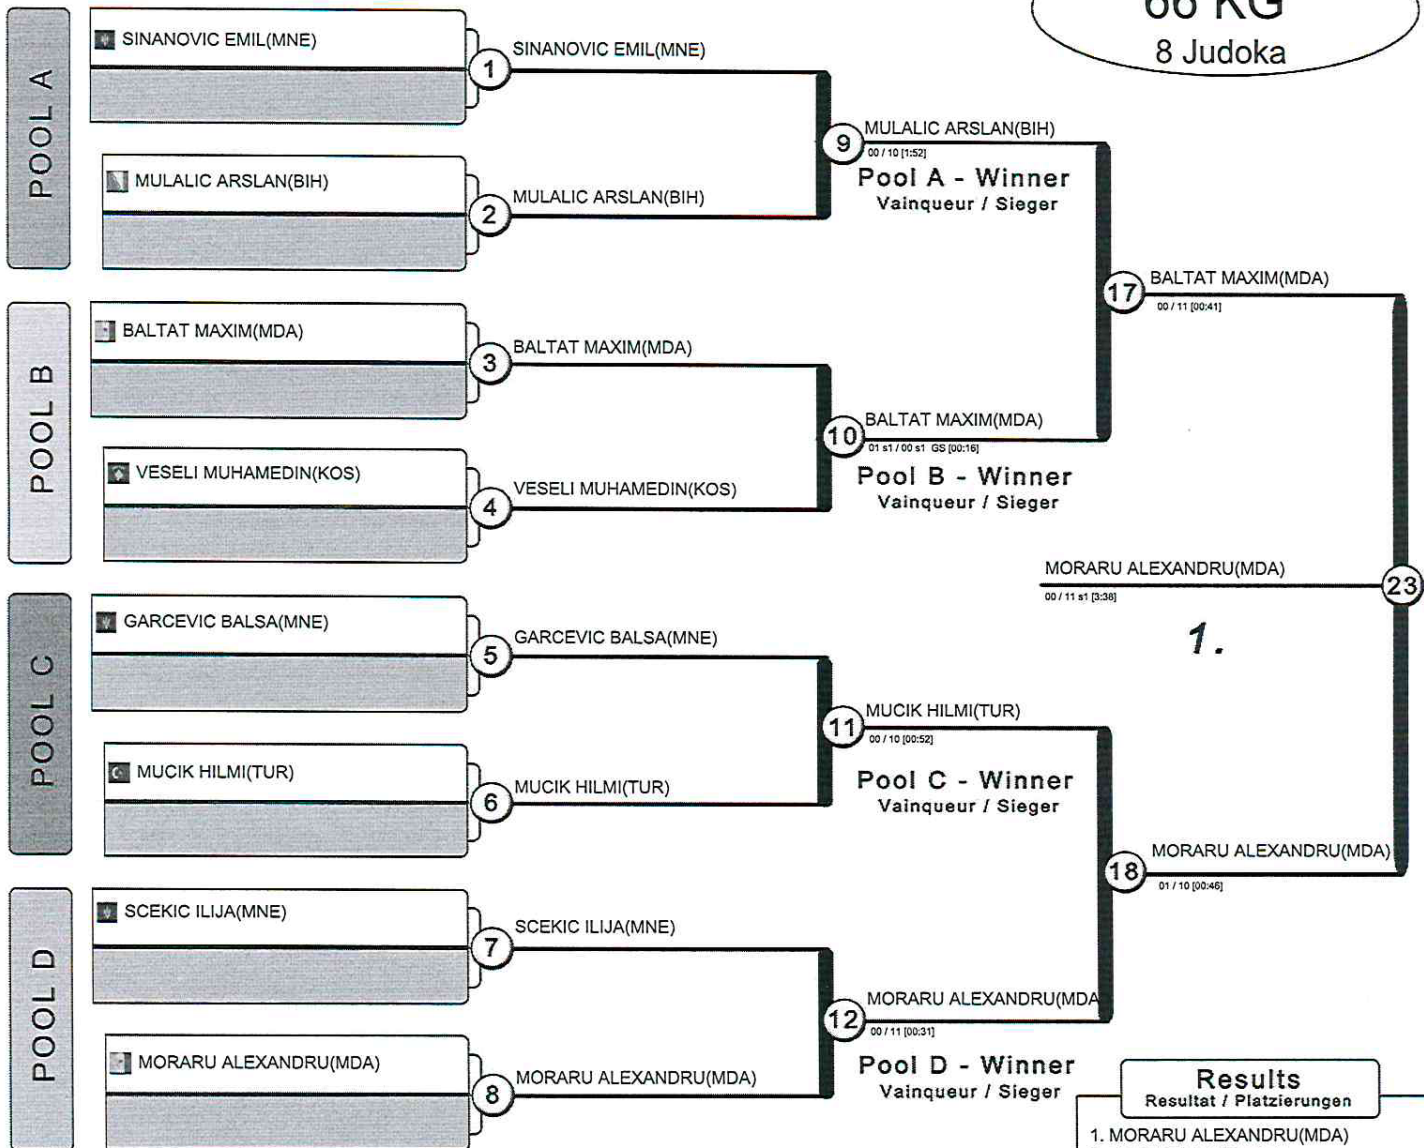 66 KG
8 Judoka
POOL A
SINANOVIC EMIL(MNE)
1
SINANOVIC EMIL(MNE)
MULALIC ARSLAN(BIH)
2
MULALIC ARSLAN(BIH)
9
MULALIC ARSLAN(BIH)
00 / 10 [1:52]
Pool A - Winner
Vainqueur / Sieger
POOL B
BALTAT MAXIM(MDA)
3
BALTAT MAXIM(MDA)
VESELI MUHAMEDIN(KOS)
4
VESELI MUHAMEDIN(KOS)
10
BALTAT MAXIM(MDA)
01 s1 / 00 s1 GS [00:16]
Pool B - Winner
Vainqueur / Sieger
17
BALTAT MAXIM(MDA)
00 / 11 [00:41]
MORARU ALEXANDRU(MDA)
23
00 / 11 s1 [3:38]
1.
POOL C
GARCEVIC BALSA(MNE)
5
GARCEVIC BALSA(MNE)
MUCIK HILMI(TUR)
6
MUCIK HILMI(TUR)
11
MUCIK HILMI(TUR)
00 / 10 [00:52]
Pool C - Winner
Vainqueur / Sieger
18
MORARU ALEXANDRU(MDA)
01 / 10 [00:46]
POOL D
SCEKIC ILIJA(MNE)
7
SCEKIC ILIJA(MNE)
MORARU ALEXANDRU(MDA)
8
MORARU ALEXANDRU(MDA)
12
MORARU ALEXANDRU(MDA
00 / 11 [00:31]
Pool D - Winner
Vainqueur / Sieger
Results
Resultat / Platzierungen
1. MORARU ALEXANDRU(MDA)